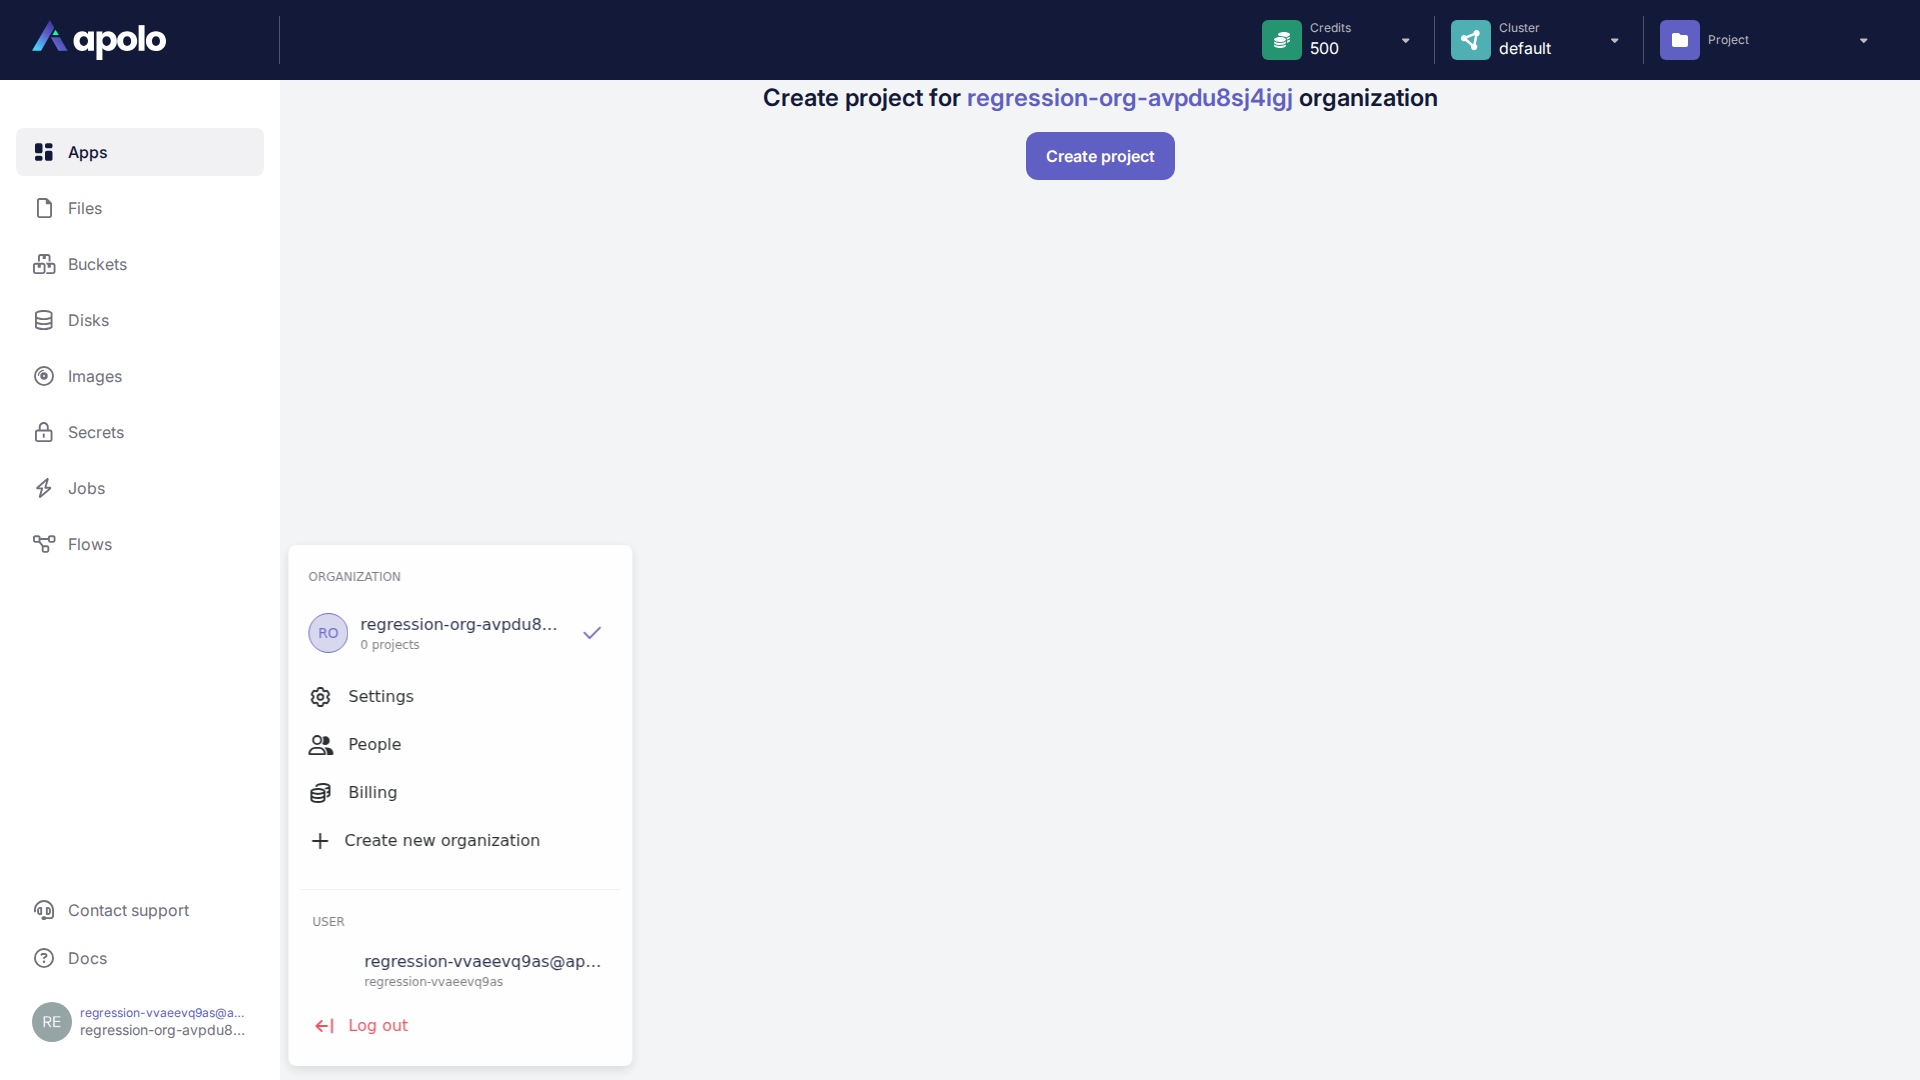 apolo
Credits
500
Cluster
default
Project
Create project for regression-org-avpdu8sj4igj organization
Create project
Apps
Files
Buckets
Disks
Images
Secrets
Jobs
Flows
Contact support
Docs
RE
regression-vvaeevq9as@a...
regression-org-avpdu8...
ORGANIZATION
RO
regression-org-avpdu8...
0 projects
Settings
People
Billing
Create new organization
USER
regression-vvaeevq9as@ap...
regression-vvaeevq9as
Log out